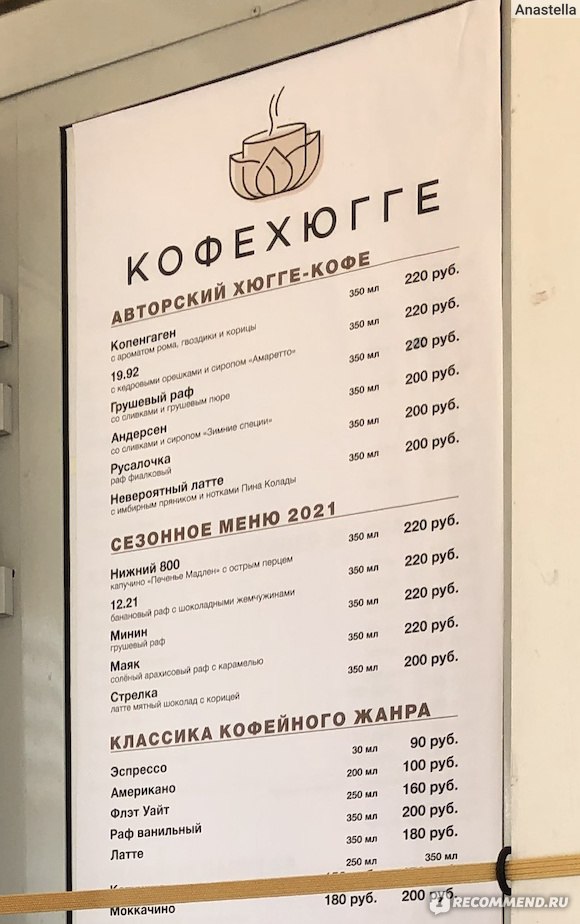 Anastella
КОФЕХЮГГЕ
АВТОРСКИЙ ХЮГГЕ-КОФЕ
Копенгаген 350 мл 220 руб.
с ароматом рома, гвоздики и корицы
19.92 350 мл 220 руб.
с кедровыми орешками и сиропом «Амаретто»
Грушевый раф 350 мл 220 руб.
со сливками и грушевым пюре
Андерсен 350 мл 200 руб.
со сливками и сиропом «Зимние специи»
Русалочка 350 мл 200 руб.
раф фиалковый
Невероятный латте 350 мл 200 руб.
с имбирным пряником и нотками Пина Колады
СЕЗОННОЕ МЕНЮ 2021
Нижний 800 350 мл 220 руб.
капучино «Печенье Мадлен» с острым перцем
12.21 350 мл 220 руб.
банановый раф с шоколадными жемчужинами
Минин 350 мл 220 руб.
грушевый раф
Маяк 350 мл 220 руб.
солёный арахисовый раф с карамелью
Стрелка 350 мл 200 руб.
латте мятный шоколад с корицей
КЛАССИКА КОФЕЙНОГО ЖАНРА
Эспрессо 30 мл 90 руб.
Американо 200 мл 100 руб.
Флэт Уайт 250 мл 160 руб.
Раф ванильный 350 мл 200 руб.
Латте 350 мл 180 руб.
250 мл 350 мл
Моккачино 180 руб. 200 руб.
IRECOMMEND.RU